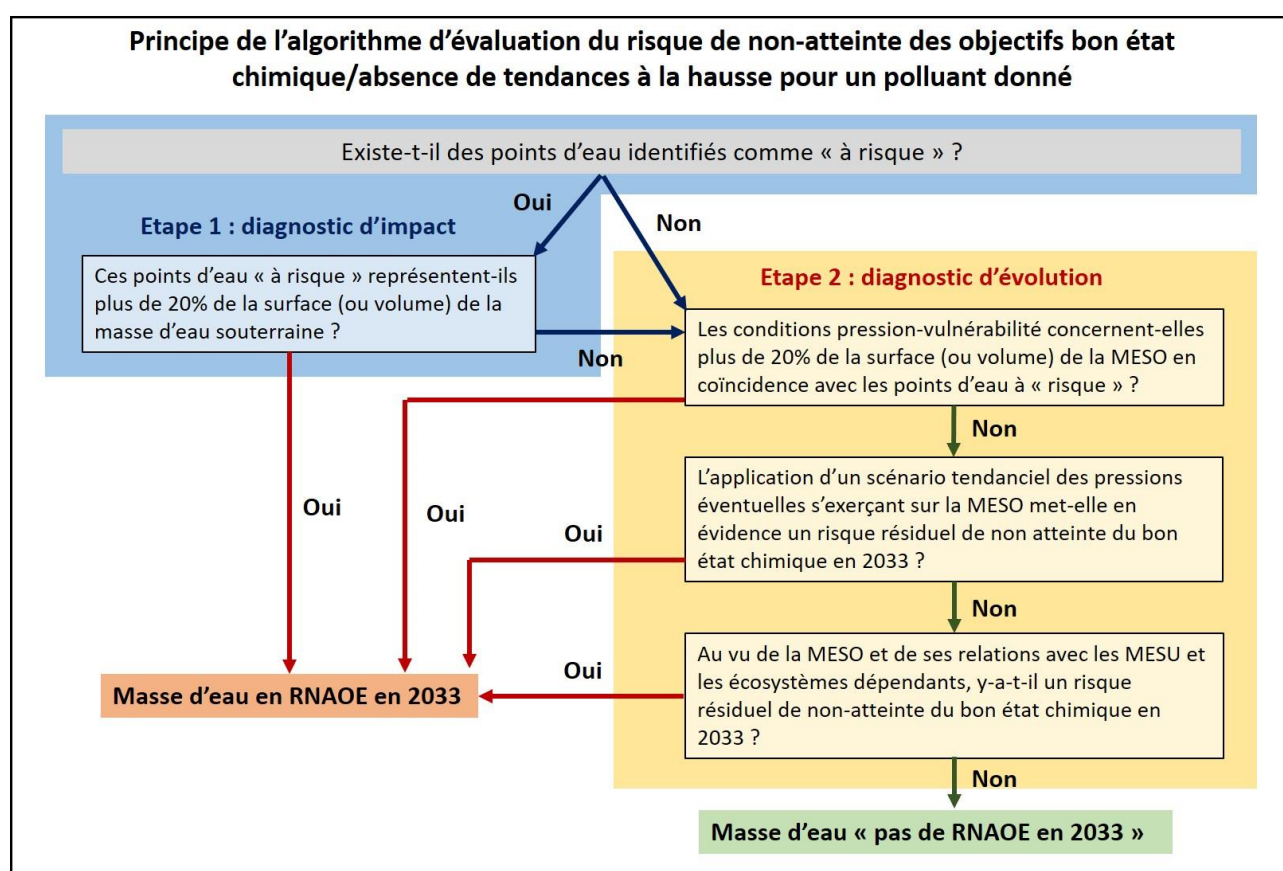 Principe de l’algorithme d’évaluation du risque de non-atteinte des objectifs bon état
chimique/absence de tendances à la hausse pour un polluant donné
Existe-t-il des points d’eau identifiés comme « à risque » ?
Oui
Non
Etape 1 : diagnostic d’impact
Ces points d’eau « à risque » représentent-ils
plus de 20% de la surface (ou volume) de la
masse d’eau souterraine ?
Non
Etape 2 : diagnostic d’évolution
Les conditions pression-vulnérabilité concernent-elles
plus de 20% de la surface (ou volume) de la MESO en
coïncidence avec les points d’eau à « risque » ?
Non
L’application d’un scénario tendanciel des pressions
éventuelles s’exerçant sur la MESO met-elle en
évidence un risque résiduel de non atteinte du bon
état chimique en 2033 ?
Oui
Oui
Oui
Non
Au vu de la MESO et de ses relations avec les MESU et
les écosystèmes dépendants, y-a-t-il un risque
résiduel de non-atteinte du bon état chimique en
2033 ?
Oui
Masse d’eau en RNAOE en 2033
Non
Masse d’eau « pas de RNAOE en 2033 »